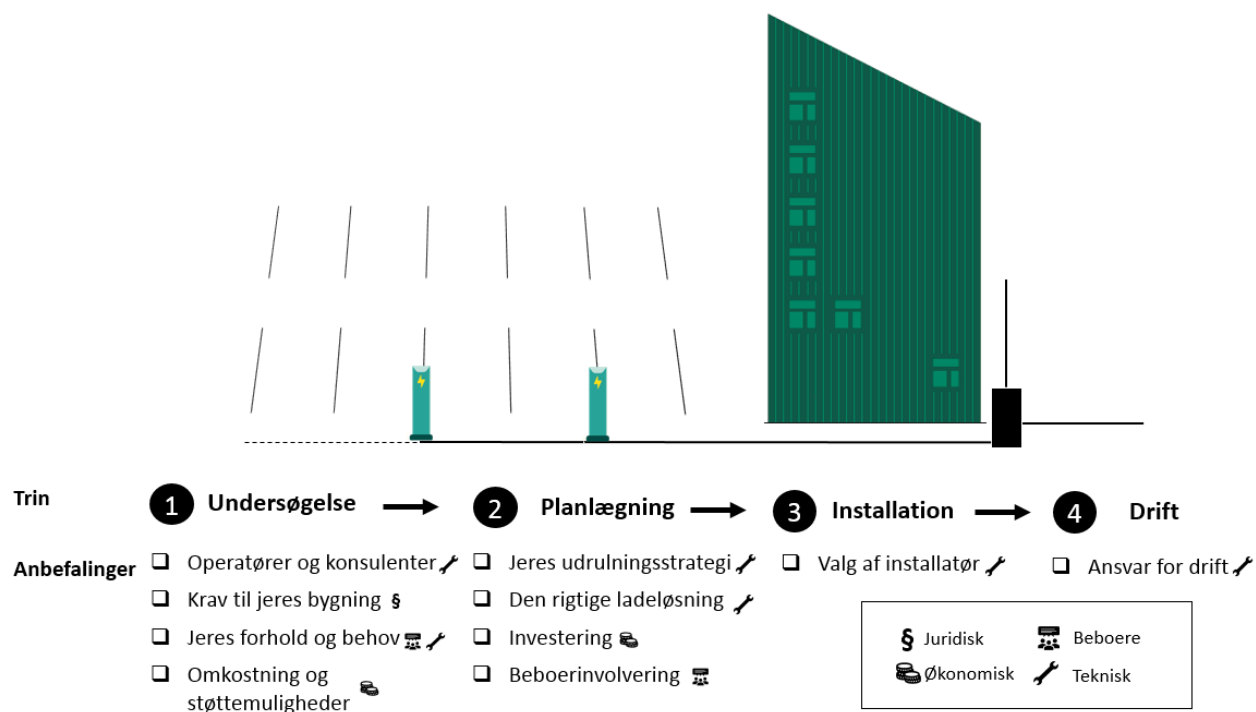 Trin
1 Undersøgelse
2 Planlægning
3 Installation
4 Drift
Anbefalinger
Operatører og konsulenter
Krav til jeres bygning §
Jeres forhold og behov
Omkostning og
støttemuligheder
Jeres udrulningsstrategi
Den rigtige ladeløsning
Investering
Beboerinvolvering
Valg af installatør
Ansvar for drift
§ Juridisk
Beboere
Økonomisk
Teknisk